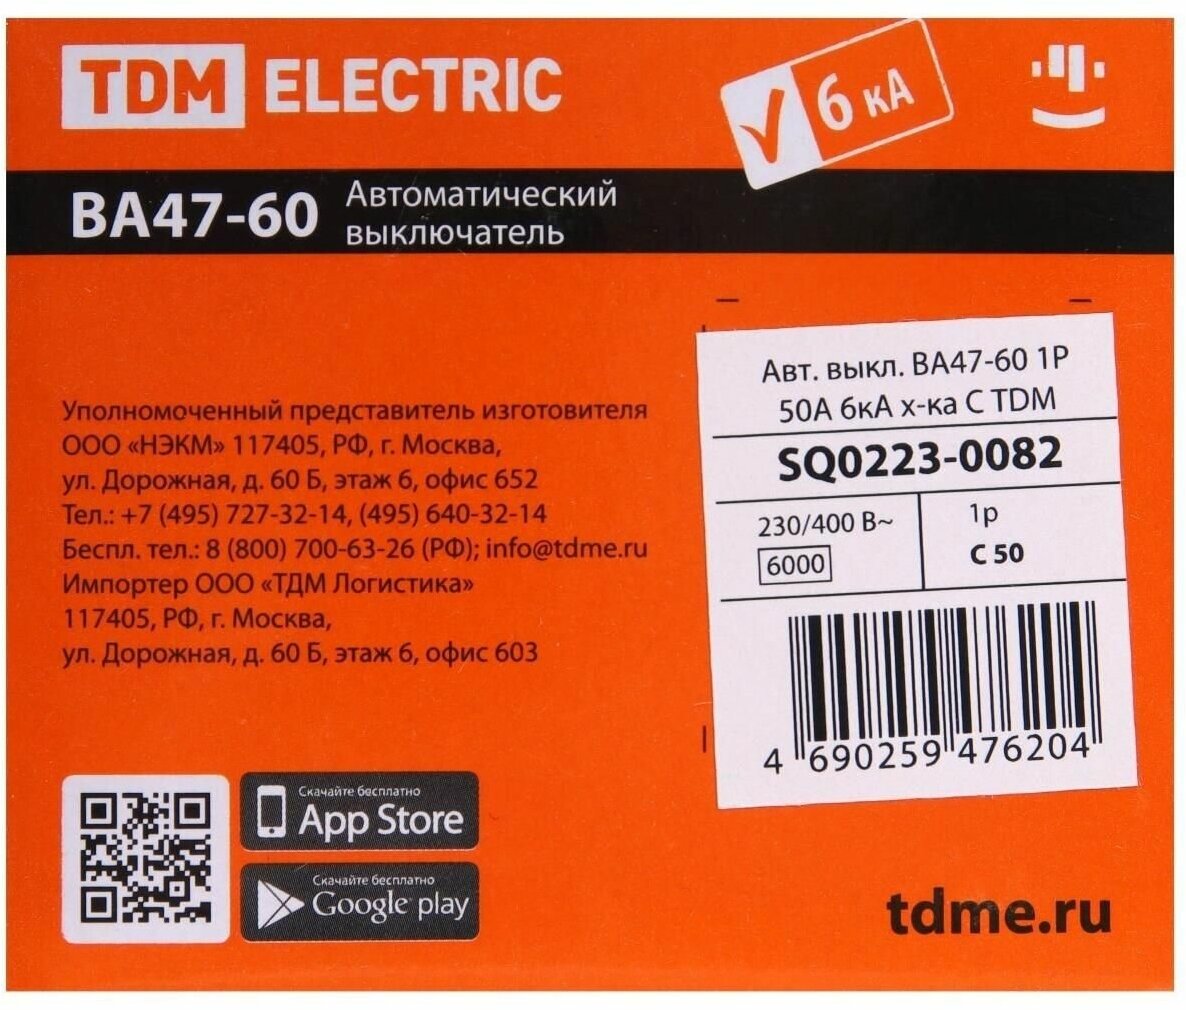 TDM ELECTRIC
6 кА
ВА47-60
Автоматический
выключатель
Уполномоченный представитель изготовителя
ООО «НЭКМ» 117405, РФ, г. Москва,
ул. Дорожная, д. 60 Б, этаж 6, офис 652
Тел.: +7 (495) 727-32-14, (495) 640-32-14
Беспл. тел.: 8 (800) 700-63-26 (РФ); info@tdme.ru
Импортер ООО «ТДМ Логистика»
117405, РФ, г. Москва,
ул. Дорожная, д. 60 Б, этаж 6, офис 603
Авт. выкл. ВА47-60 1Р
50А 6кА х-ка С TDM
SQ0223-0082
230/400 В~
6000
1р
С 50
4 690259 476204
Скачайте бесплатно
App Store
Скачайте бесплатно
Google play
tdme.ru